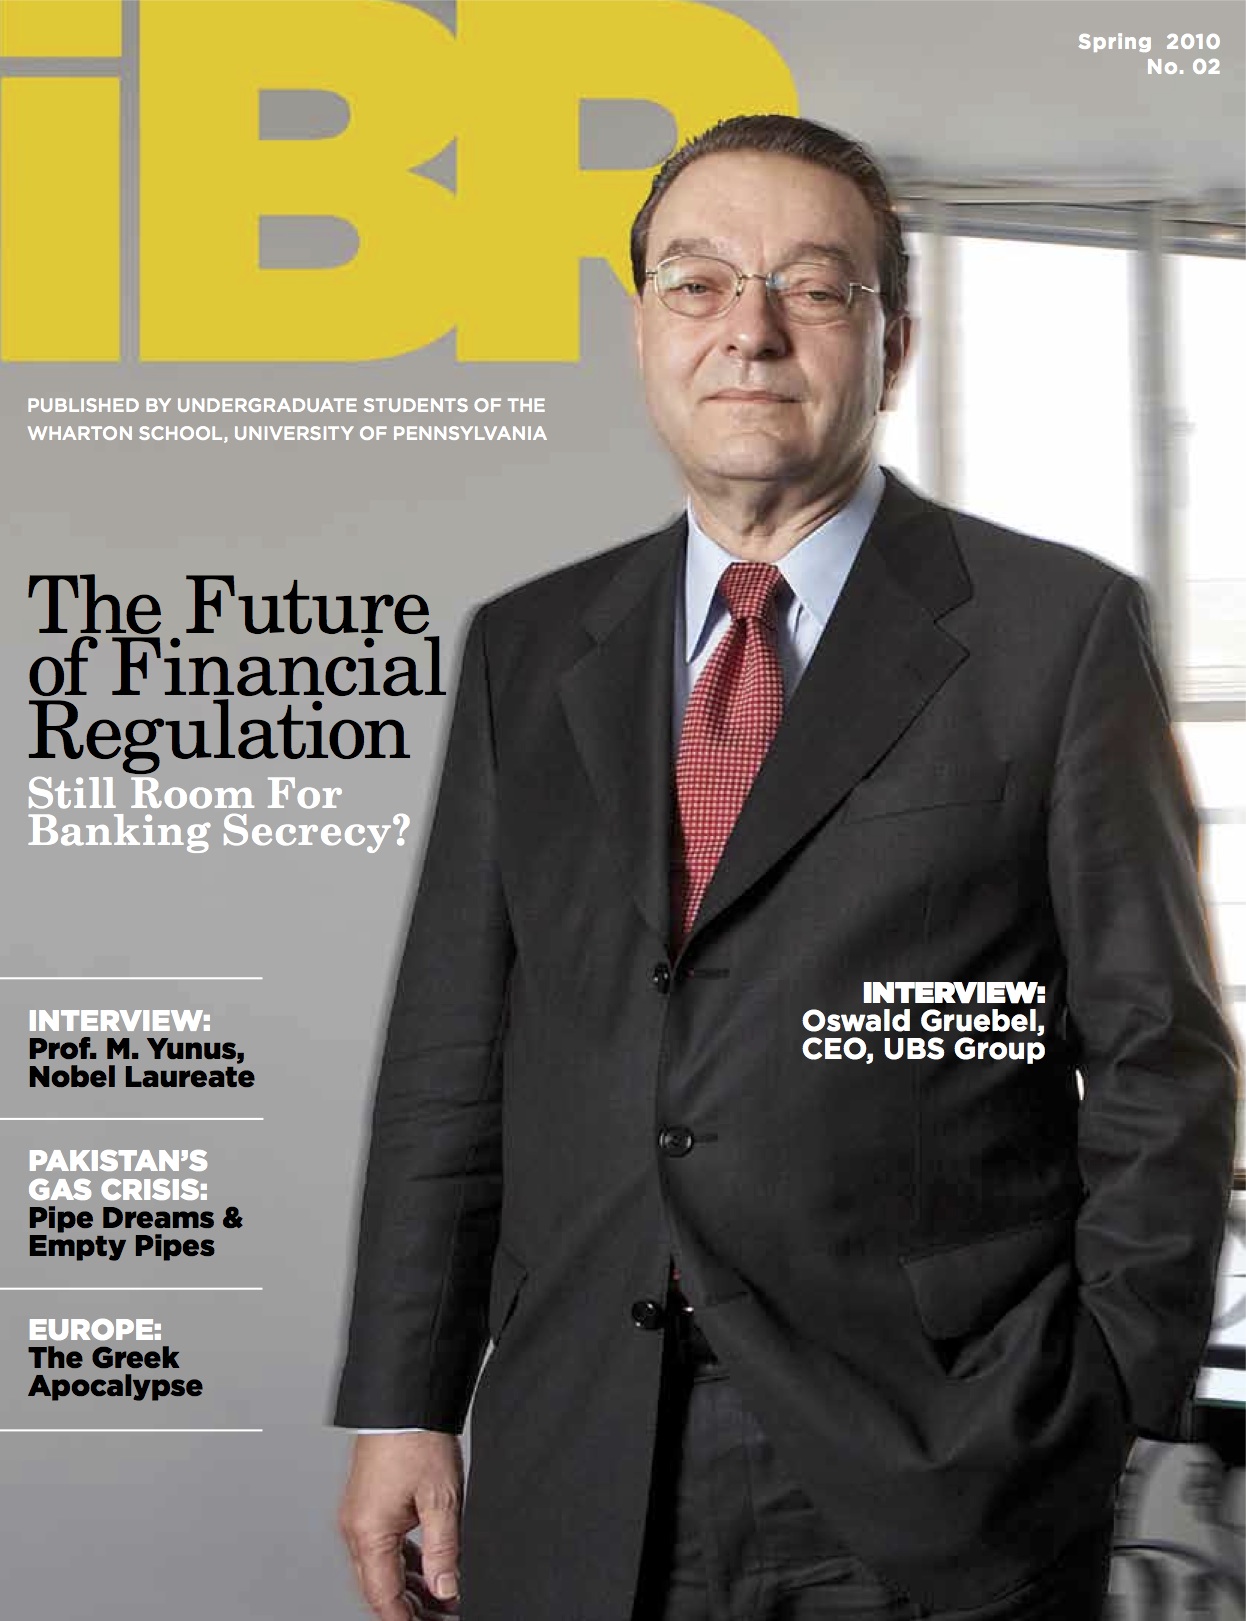 iBR
Spring 2010
No. 02
PUBLISHED BY UNDERGRADUATE STUDENTS OF THE
WHARTON SCHOOL, UNIVERSITY OF PENNSYLVANIA
The Future
of Financial
Regulation
Still Room For
Banking Secrecy?
INTERVIEW:
Oswald Gruebel,
CEO, UBS Group
INTERVIEW:
Prof. M. Yunus,
Nobel Laureate
PAKISTAN'S
GAS CRISIS:
Pipe Dreams &
Empty Pipes
EUROPE:
The Greek
Apocalypse